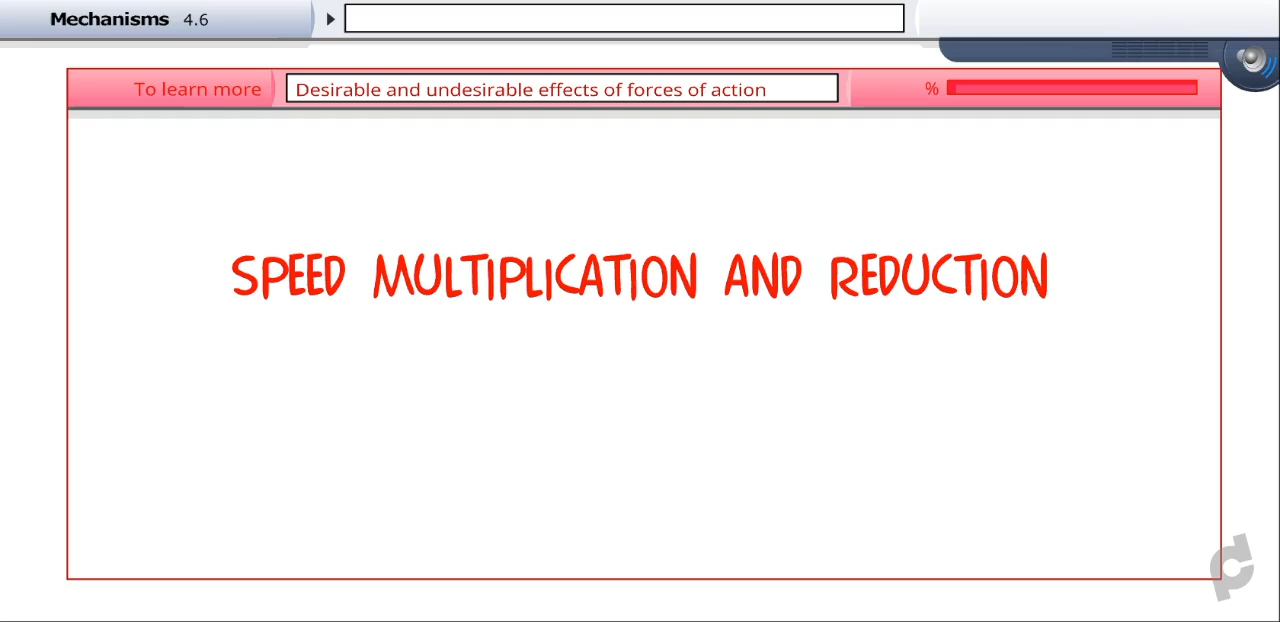 Mechanisms 4.6
To learn more
Desirable and undesirable effects of forces of action
%
SPEED MULTIPLICATION AND REDUCTION